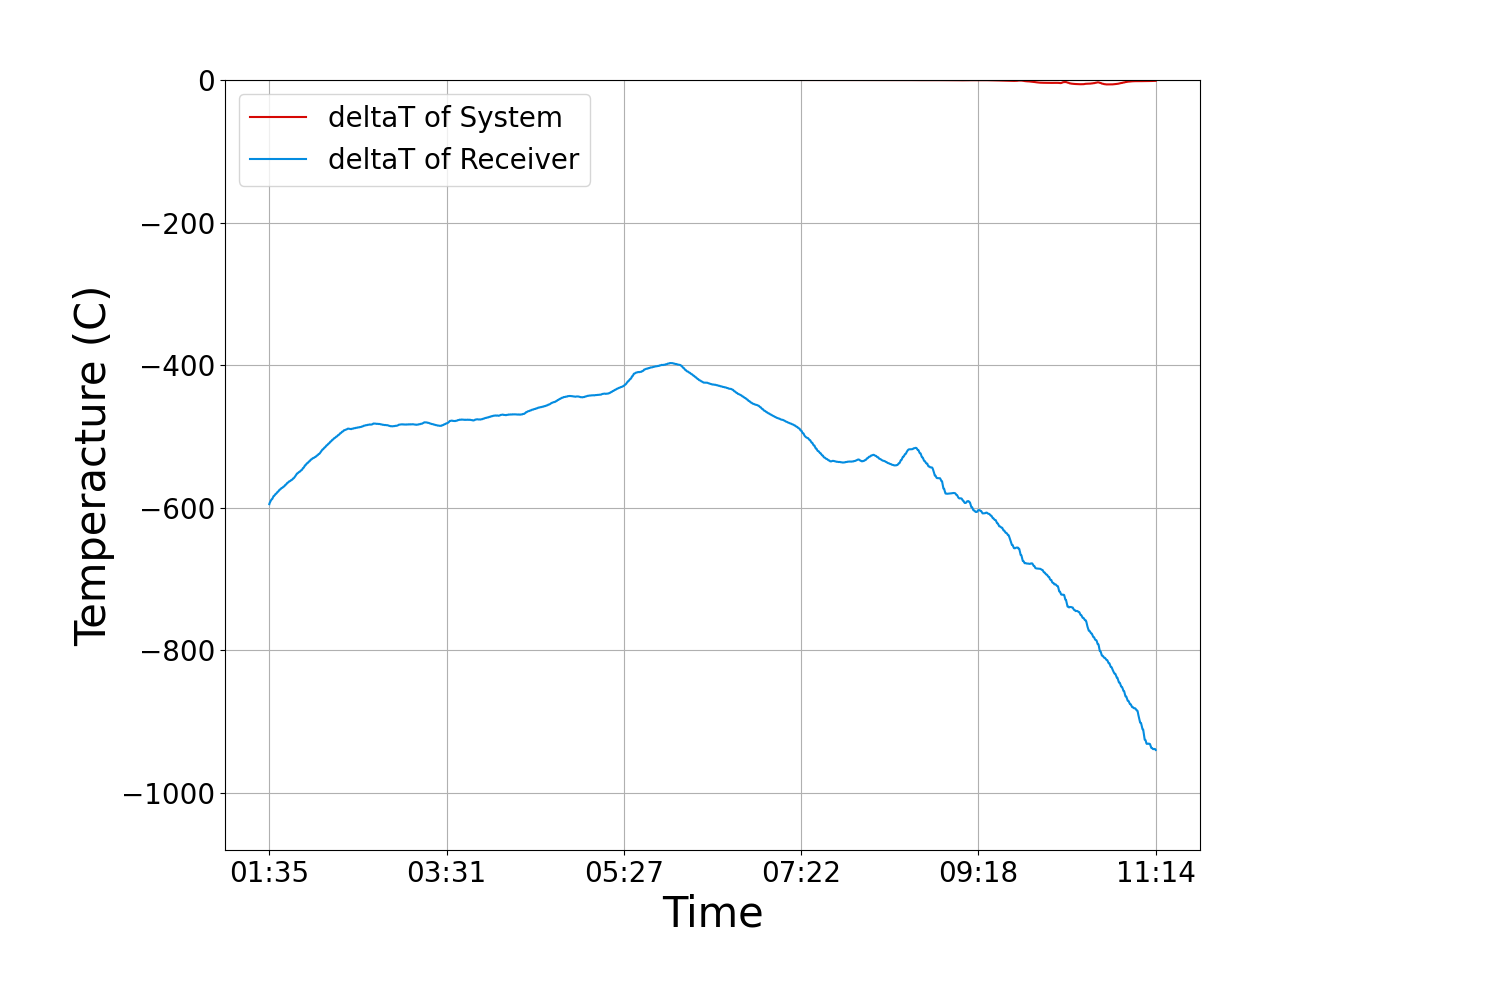 deltaT of System
deltaT of Receiver
0
−200
−400
−600
−800
−1000
Temperacture (C)
01:35 03:31 05:27 07:22 09:18 11:14
Time